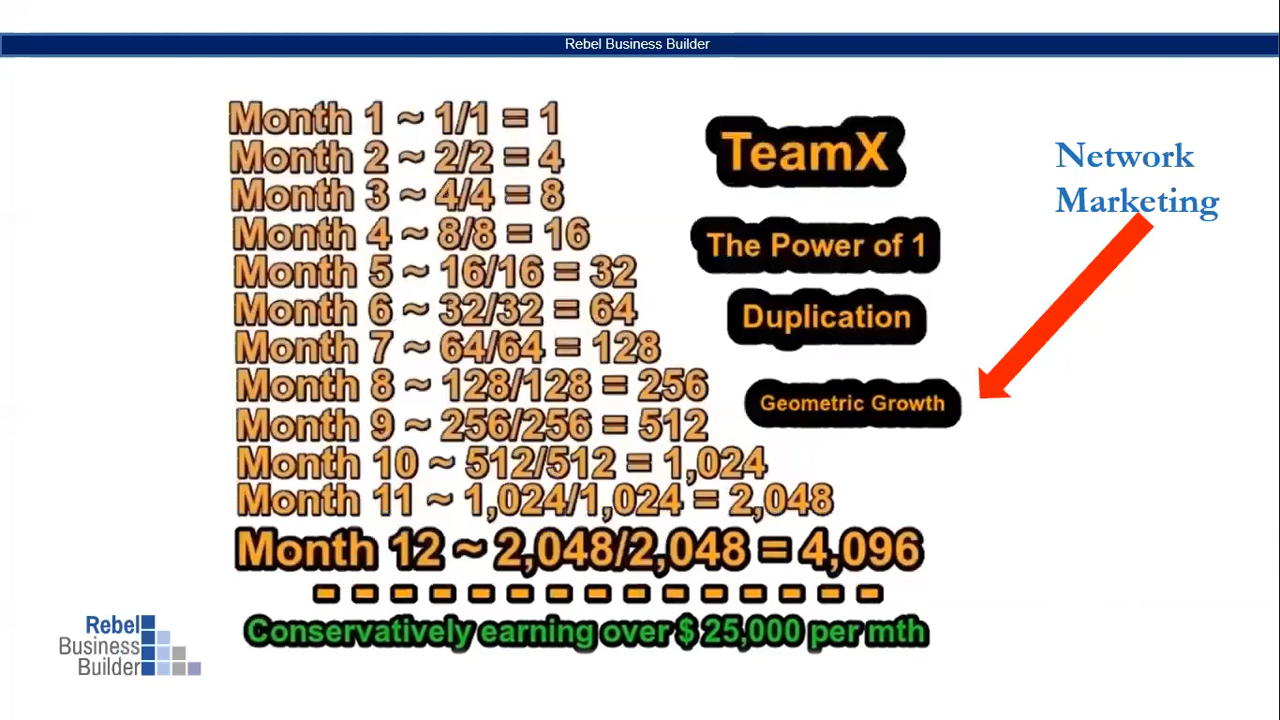 Rebel Business Builder
Month 1 ~ 1/1 = 1
Month 2 ~ 2/2 = 4
Month 3 ~ 4/4 = 8
Month 4 ~ 8/8 = 16
Month 5 ~ 16/16 = 32
Month 6 ~ 32/32 = 64
Month 7 ~ 64/64 = 128
Month 8 ~ 128/128 = 256
Month 9 ~ 256/256 = 512
Month 10 ~ 512/512 = 1,024
Month 11 ~ 1,024/1,024 = 2,048
Month 12 ~ 2,048/2,048 = 4,096
Conservatively earning over $ 25,000 per mth
TeamX
The Power of 1
Duplication
Geometric Growth
Network
Marketing
Rebel
Business
Builder